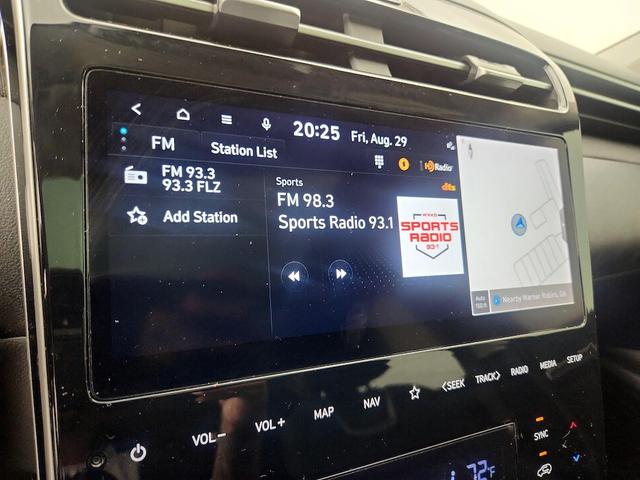 20:25 Fri, Aug. 29
FM
Station List
HD Radio
dts
FM 93.3
93.3 FLZ
Add Station
Sports
FM 98.3
Sports Radio 93.1
SPORTS
RADIO
93.1
Auto
Nearby Warner Robins, GA
VOL−
VOL+
MAP
NAV
<SEEK
TRACK>
RADIO
MEDIA
SETUP
SYNC
72°F